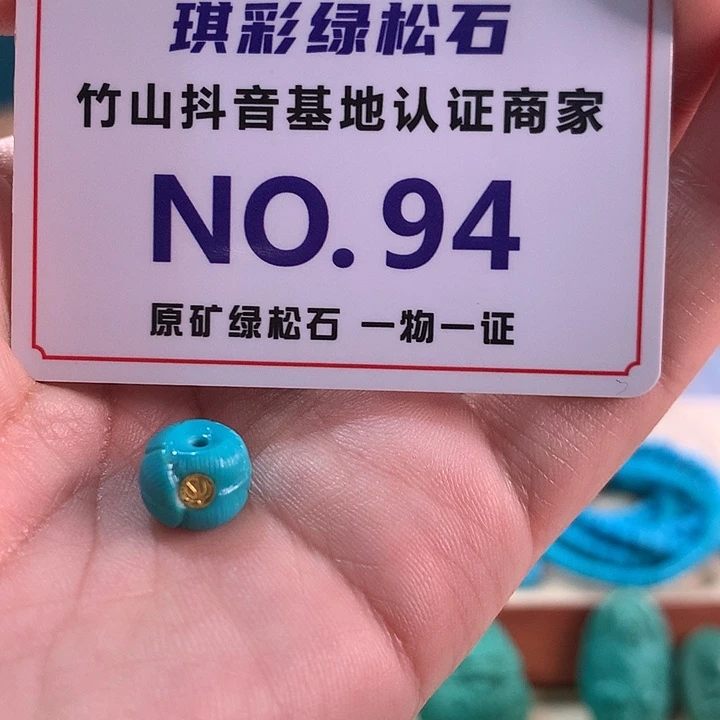 琪彩绿松石
竹山抖音基地认证商家
NO.94
原矿绿松石 一物一证